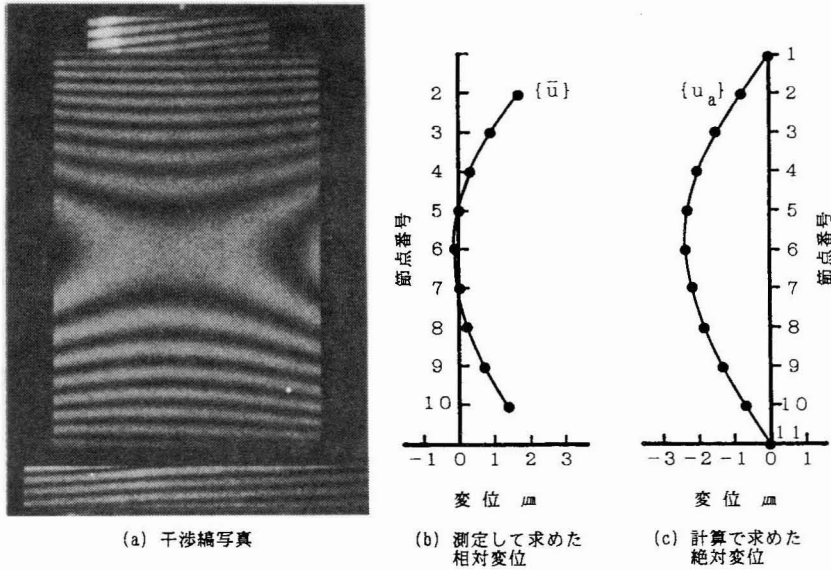 {ū}
2
3
4
5
6
7
8
9
10
節点番号
-1 0 1 2 3
変位 μm
{u_a}
1
2
3
4
5
6
7
8
9
10
11
節点番号
-3 -2 -1 0 1
変位 μm
(a) 干渉縞写真
(b) 測定して求めた
相対変位
(c) 計算で求めた
絶対変位